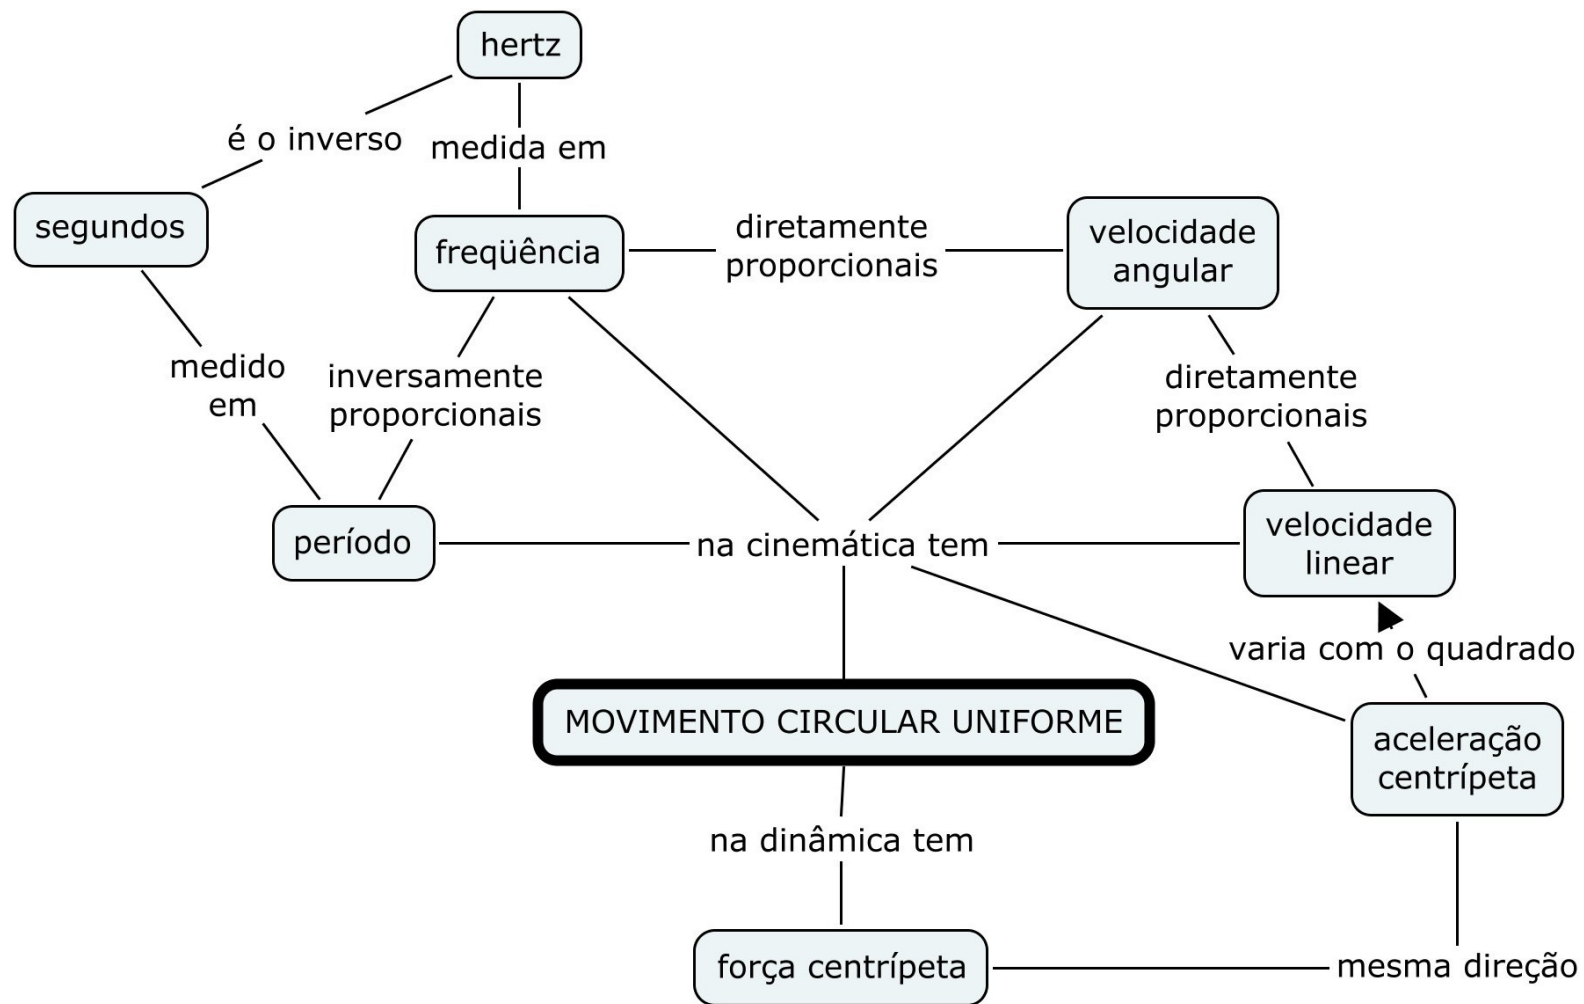 hertz
é o inverso
medida em
segundos
freqüência
diretamente
proporcionais
velocidade
angular
medido
em
inversamente
proporcionais
diretamente
proporcionais
período
na cinemática tem
velocidade
linear
varia com o quadrado
MOVIMENTO CIRCULAR UNIFORME
aceleração
centrípeta
na dinâmica tem
força centrípeta
mesma direção